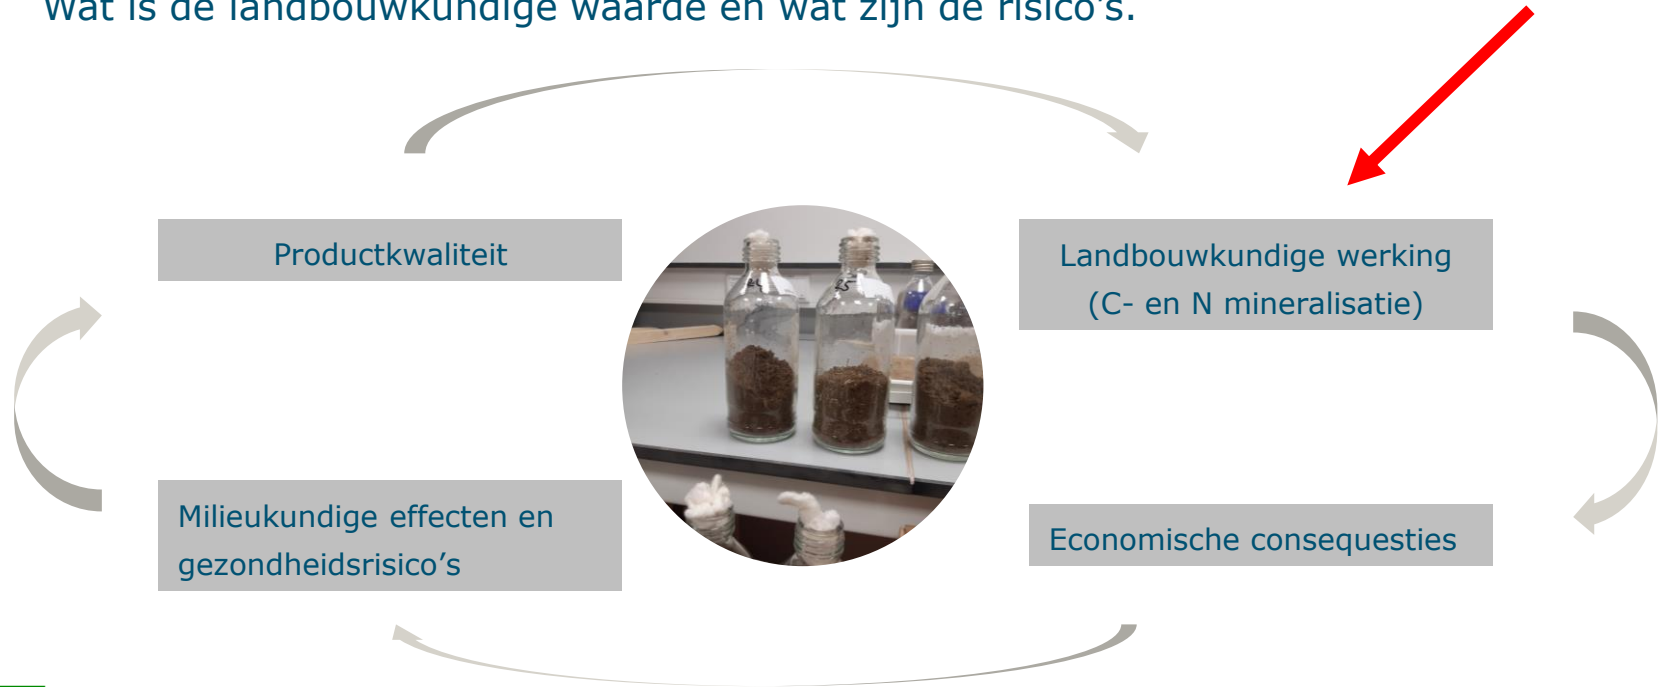 Wat is de landbouwkundige waarde en wat zijn de risico's.
Productkwaliteit
Landbouwkundige werking
(C- en N mineralisatie)
25
Milieukundige effecten en
gezondheidsrisico’s
Economische consequesties